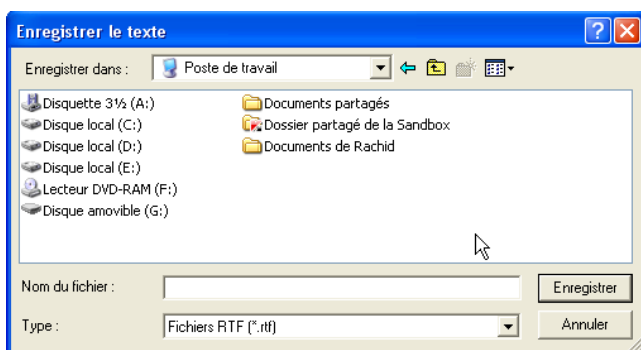 Enregistrer le texte
Enregistrer dans :
Poste de travail
Disquette 3½ (A:)
Disque local (C:)
Disque local (D:)
Disque local (E:)
Lecteur DVD-RAM (F:)
Disque amovible (G:)
Documents partagés
Dossier partagé de la Sandbox
Documents de Rachid
Nom du fichier :
Enregistrer
Type :
Fichiers RTF (*.rtf)
Annuler